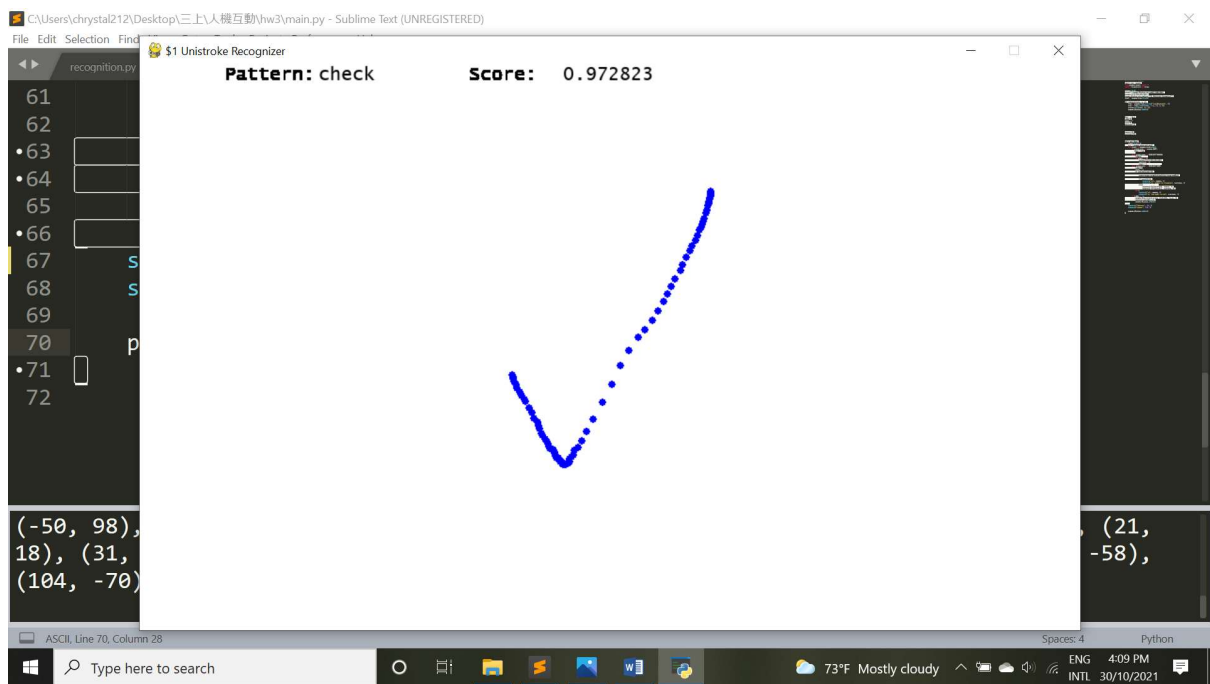 C:\Users\chrystal212\Desktop\三上\人機互動\hw3\main.py - Sublime Text (UNREGISTERED)
File Edit Selection Find
$1 Unistroke Recognizer
recognition.py
Pattern: check Score: 0.972823
61
62
63
64
65
66
67 s
68 s
69
70 p
71
72
(-50, 98), , (21,
18), (31, -58),
(104, -70)
ASCII, Line 70, Column 28 Spaces: 4 Python
Type here to search 73°F Mostly cloudy ENG 4:09 PM
INTL 30/10/2021